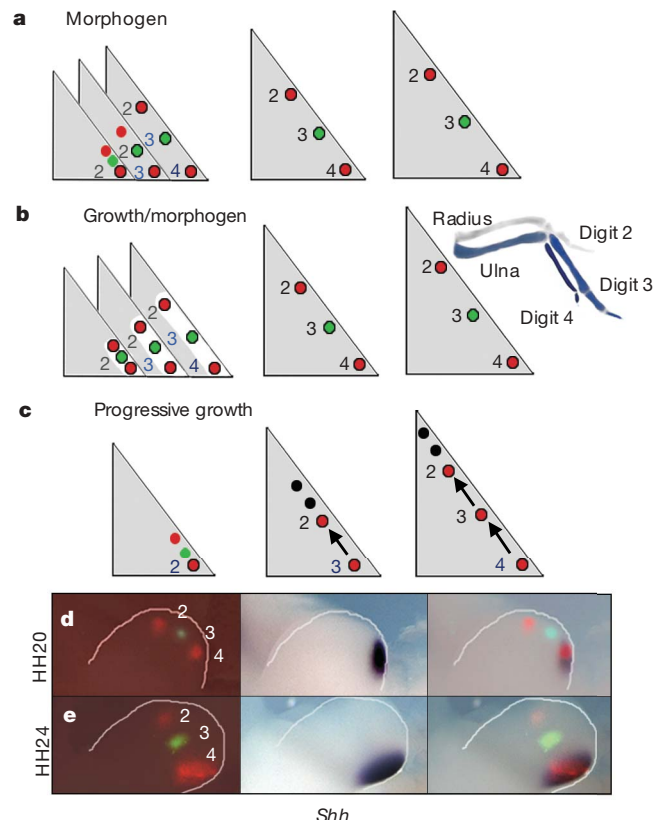 a Morphogen
2 2 2
2 3 3 3
2 3 4 4 4
b Growth/morphogen
Radius
Digit 2
Ulna
Digit 3
Digit 4
2 2 2
2 3 3 3
2 3 4 4 4
c Progressive growth
2 2
3
2 3 4
HH20
d 2
3
4
HH24
e 2
3
4
Shh